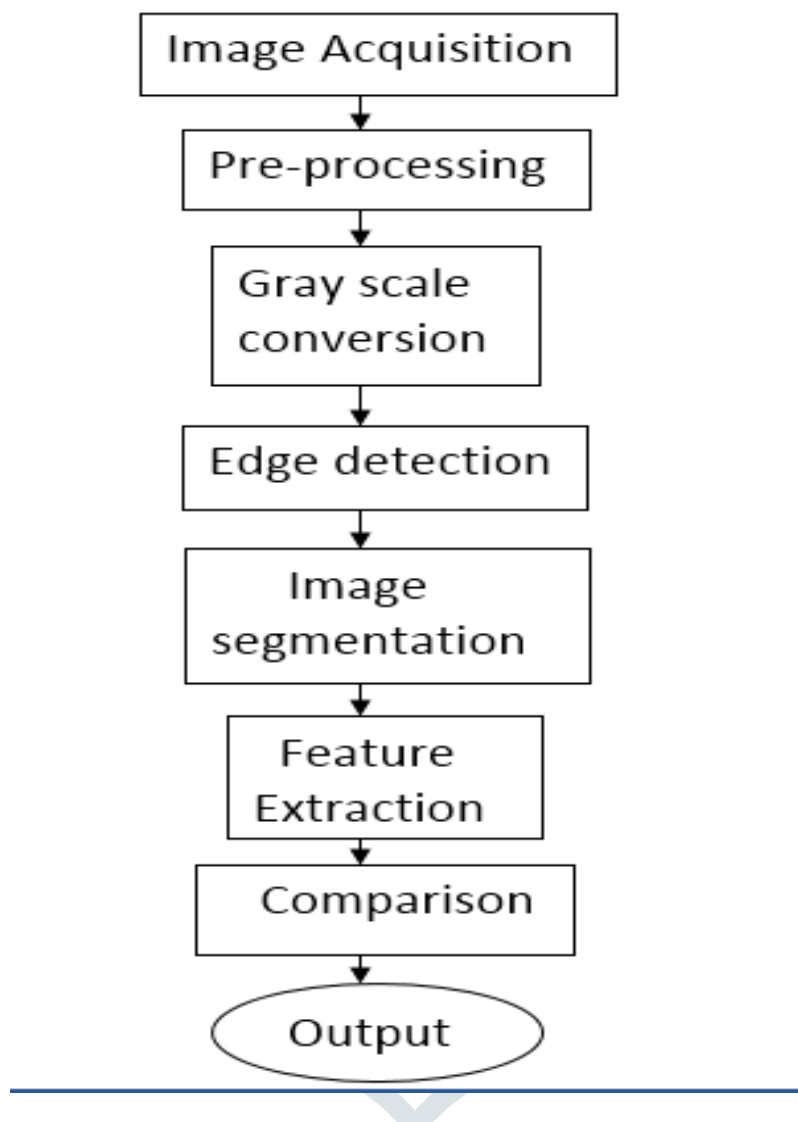 Image Acquisition
Pre-processing
Gray scale
conversion
Edge detection
Image
segmentation
Feature
Extraction
Comparison
Output